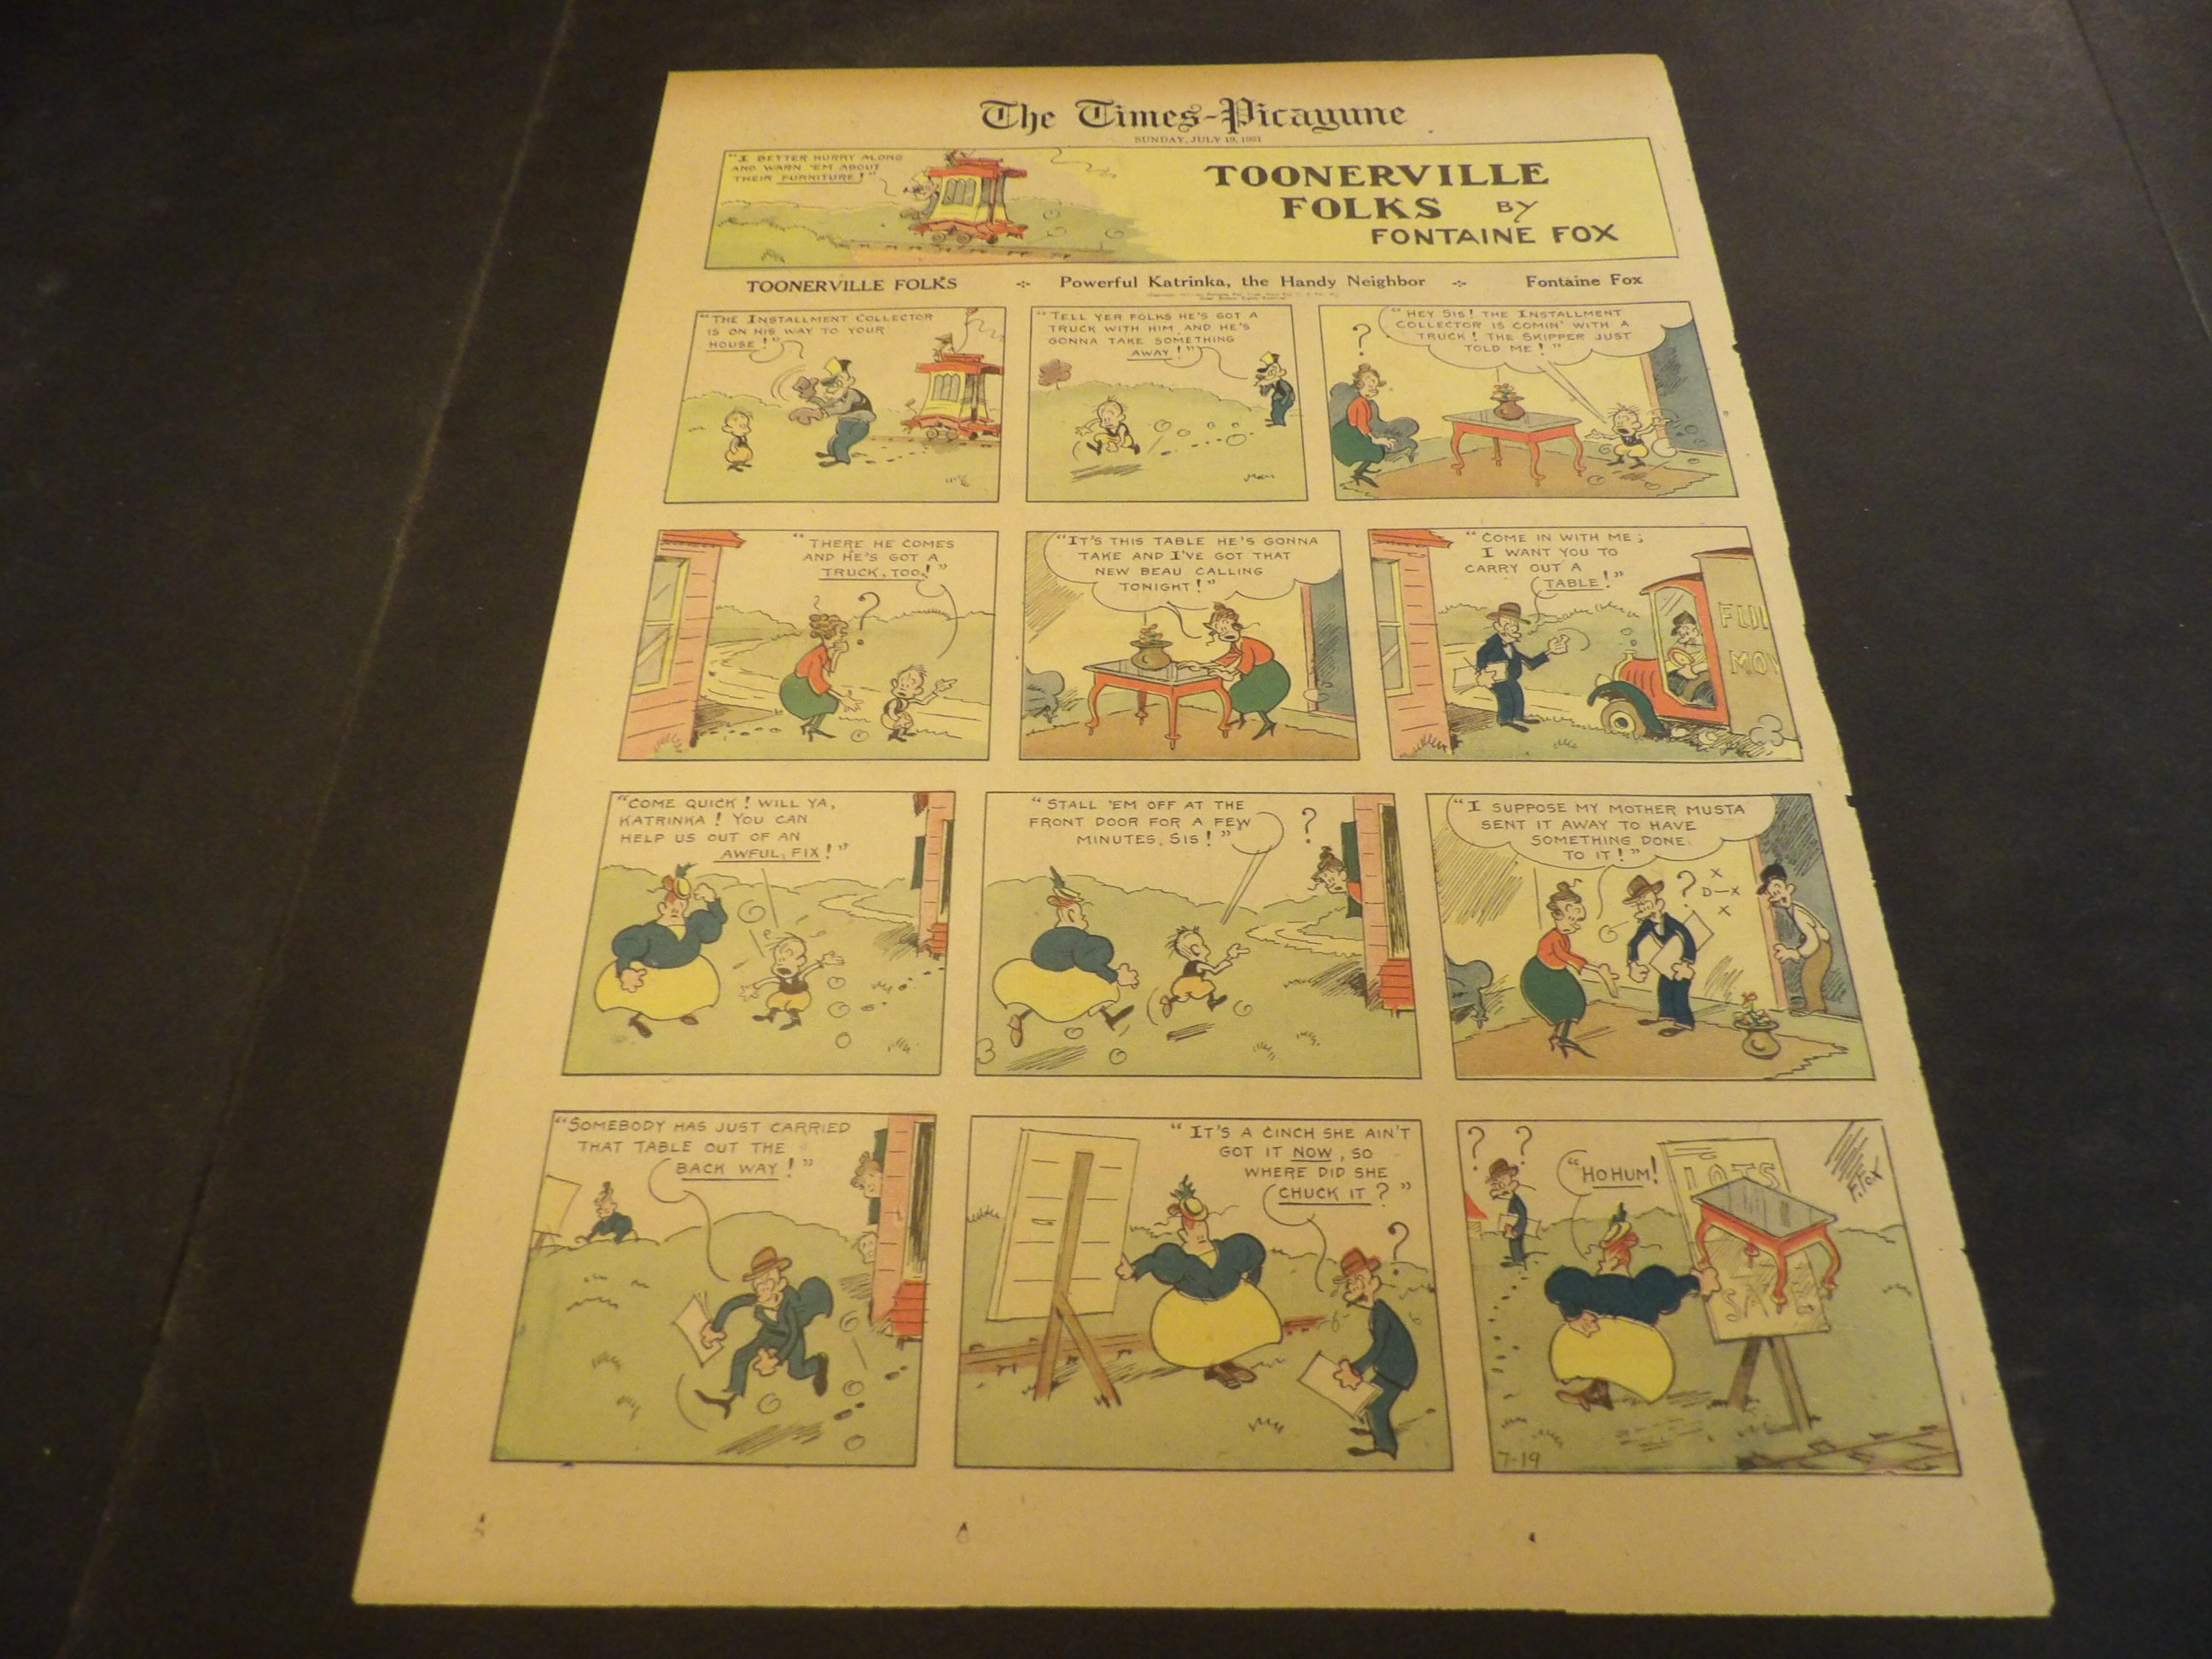 The Times-Picayune
SUNDAY, JULY 19, 1931
"I BETTER HURRY ALONG
AND WARN 'EM ABOUT
THEIR FURNITURE!"
TOONERVILLE
FOLKS BY
FONTAINE FOX
TOONERVILLE FOLKS
Powerful Katrinka, the Handy Neighbor
Fontaine Fox
"THE INSTALLMENT COLLECTOR
IS ON HIS WAY TO YOUR
HOUSE!"
"TELL YER FOLKS HE'S GOT A
TRUCK WITH HIM AND HE'S
GONNA TAKE SOMETHING
AWAY!"
?
"HEY SIS! THE INSTALLMENT
COLLECTOR IS COMIN' WITH A
TRUCK! THE SKIPPER JUST
TOLD ME!"
"THERE HE COMES
AND HE'S GOT A
TRUCK, TOO!"
?
"IT'S THIS TABLE HE'S GONNA
TAKE AND I'VE GOT THAT
NEW BEAU CALLING
TONIGHT!"
"COME IN WITH ME;
I WANT YOU TO
CARRY OUT A
TABLE!"
MOV
"COME QUICK! WILL YA,
KATRINKA! YOU CAN
HELP US OUT OF AN
AWFUL FIX!"
"STALL 'EM OFF AT THE
FRONT DOOR FOR A FEW
MINUTES, SIS!"
?
"I SUPPOSE MY MOTHER MUSTA
SENT IT AWAY TO HAVE
SOMETHING DONE
TO IT!"
?
X
D—X
X
"SOMEBODY HAS JUST CARRIED
THAT TABLE OUT THE
BACK WAY!"
"IT'S A CINCH SHE AIN'T
GOT IT NOW, SO
WHERE DID SHE
CHUCK IT?"
?
? ?
"HO HUM!
LOTS
SALE
F. FOX
7-19